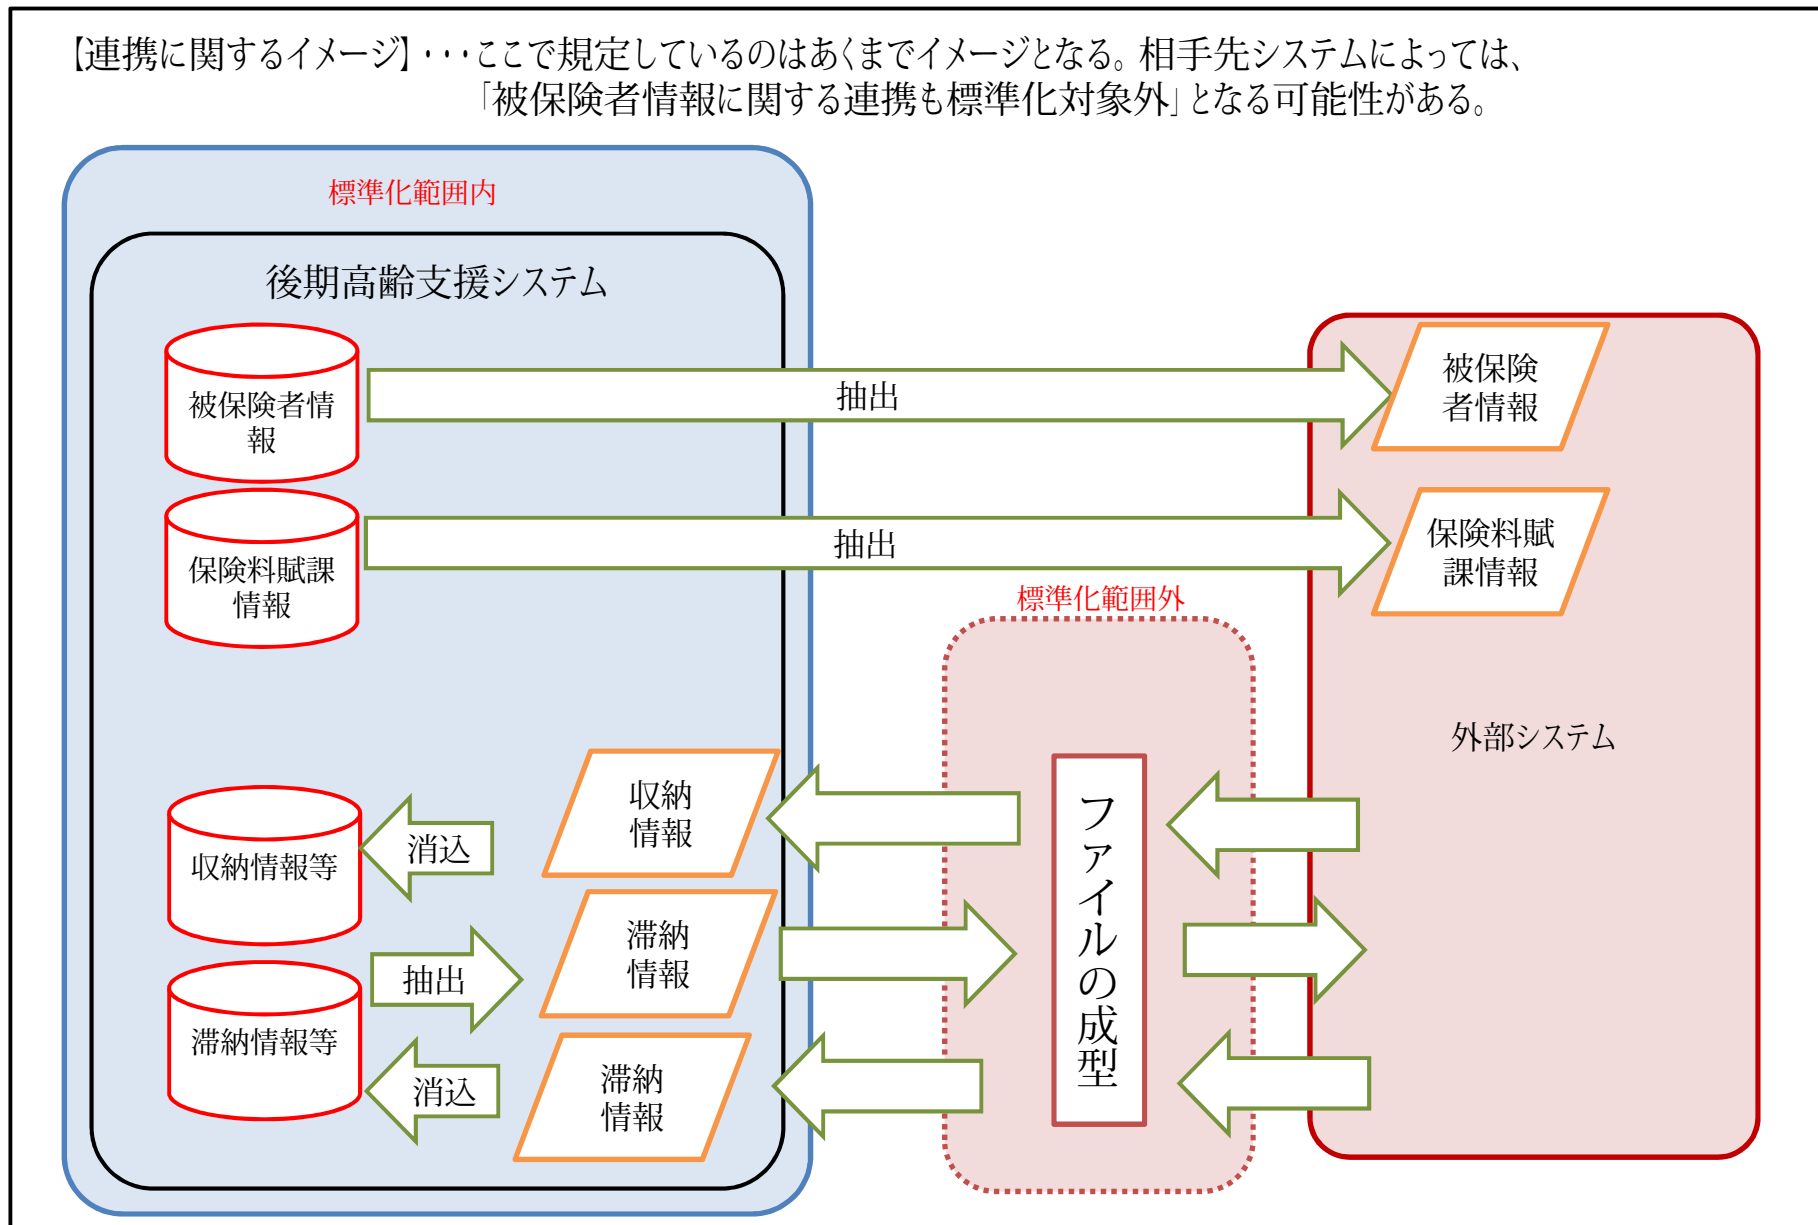 【連携に関するイメージ】・・・ここで規定しているのはあくまでイメージとなる。相手先システムによっては、
「被保険者情報に関する連携も標準化対象外」となる可能性がある。
標準化範囲内
後期高齢支援システム
被保険者情
報
抽出
被保険
者情報
保険料賦課
情報
抽出
保険料賦
課情報
標準化範囲外
外部システム
収納
情報
消込
収納情報等
滞納
情報
抽出
滞納情報等
滞納
情報
消込
ファイルの成型